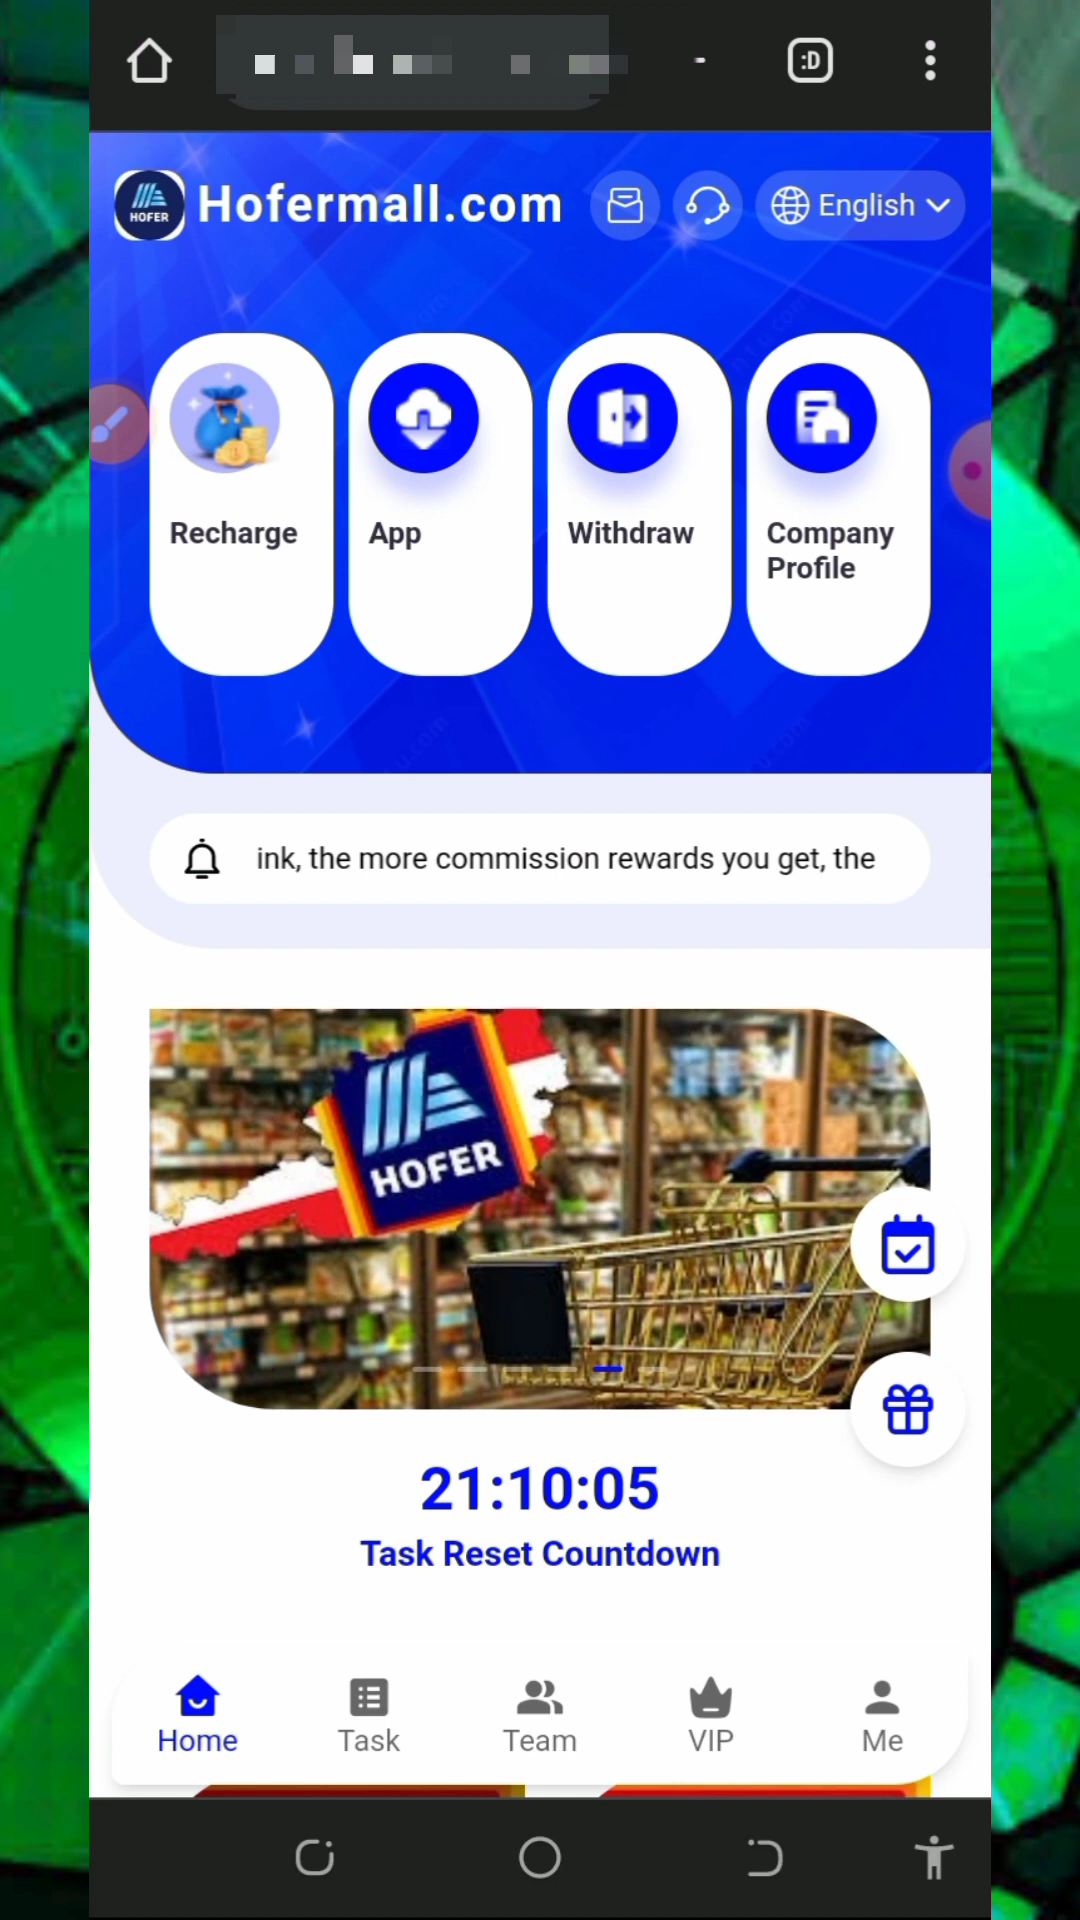 :D
HOFER
Hofermall.com
English
Recharge
App
Withdraw
Company
Profile
ink, the more commission rewards you get, the
HOFER
21:10:05
Task Reset Countdown
Home
Task
Team
VIP
Me